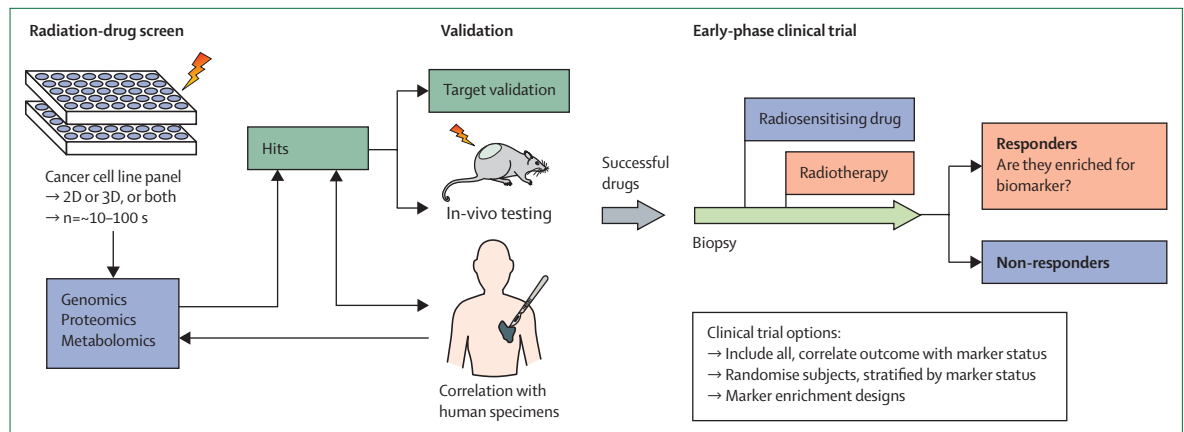 Radiation-drug screen
Cancer cell line panel
→ 2D or 3D, or both
→ n=~10–100 s
Genomics
Proteomics
Metabolomics
Hits
Validation
Target validation
In-vivo testing
Correlation with
human specimens
Successful
drugs
Early-phase clinical trial
Radiosensitising drug
Radiotherapy
Biopsy
Responders
Are they enriched for
biomarker?
Non-responders
Clinical trial options:
→ Include all, correlate outcome with marker status
→ Randomise subjects, stratified by marker status
→ Marker enrichment designs